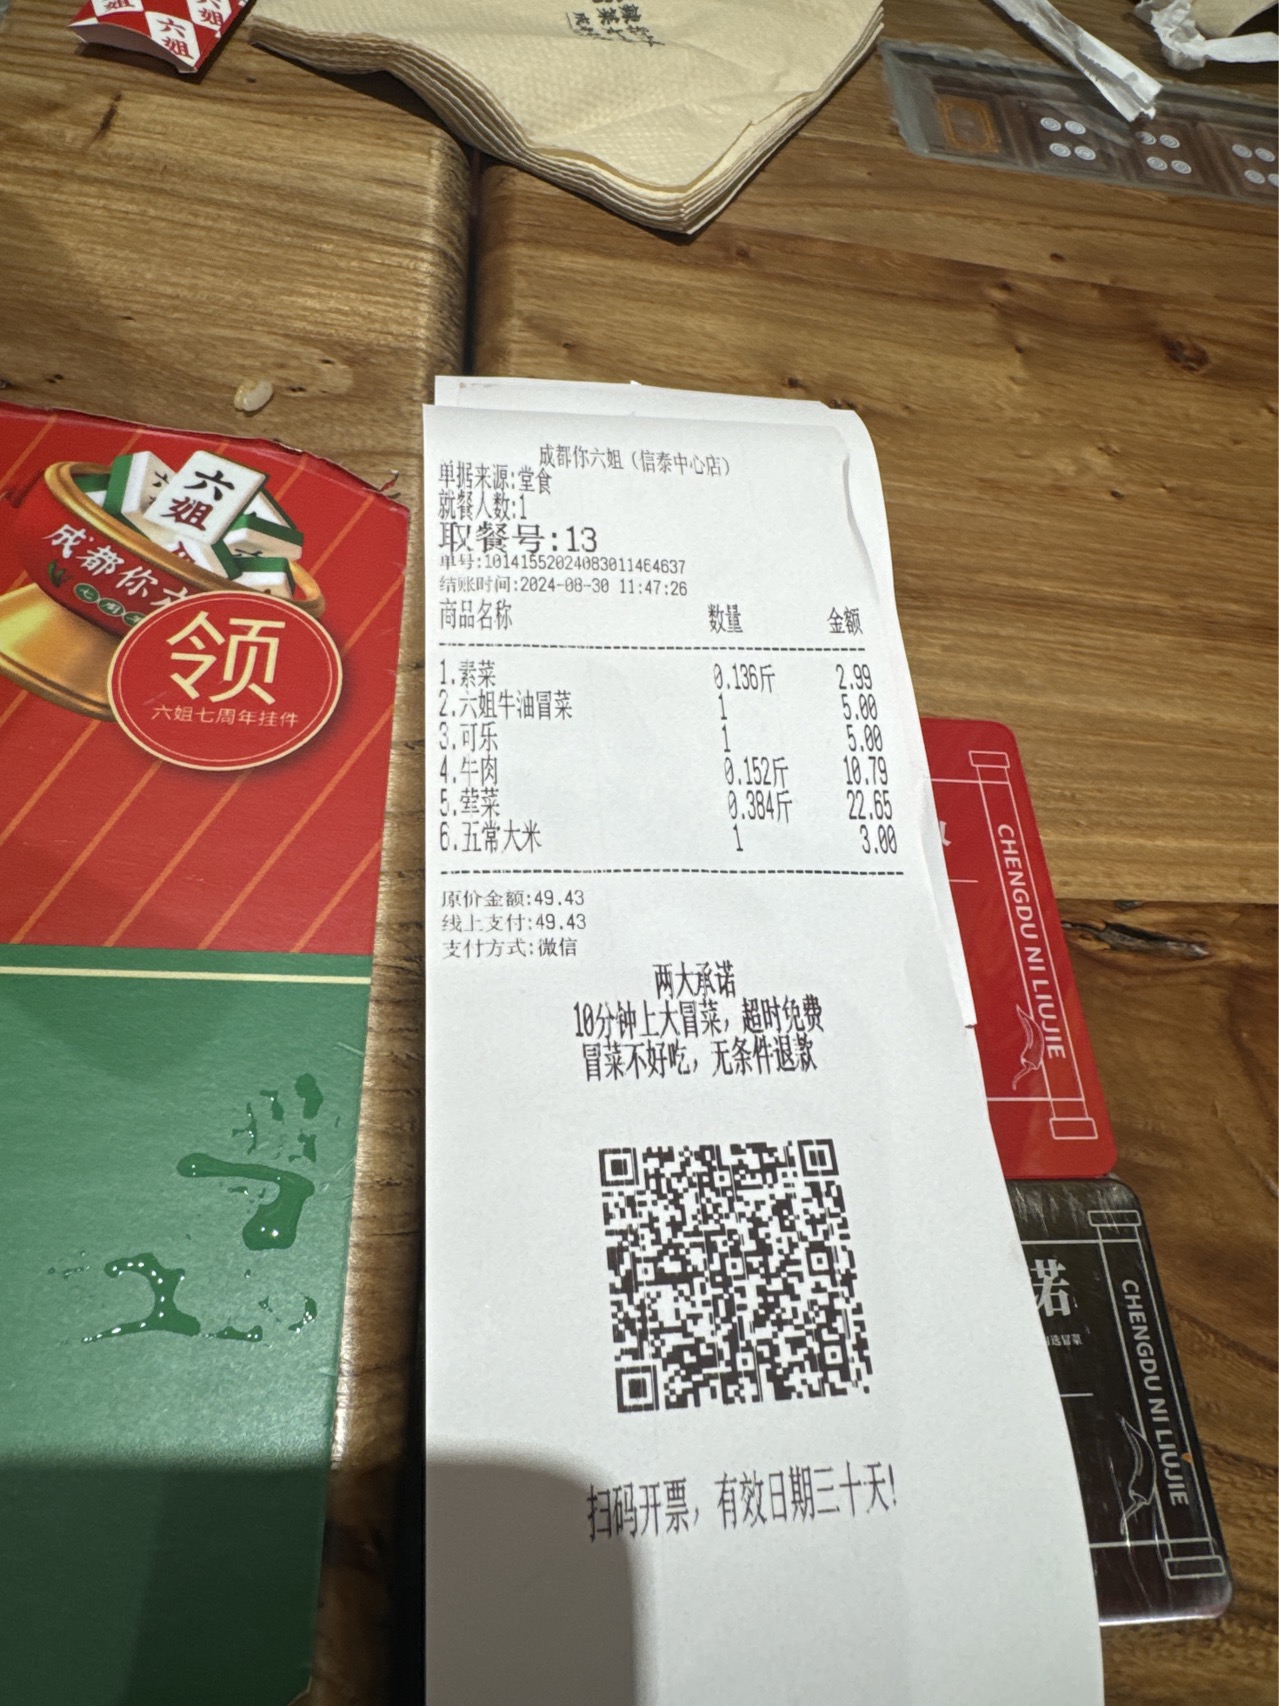 六姐
成都你六姐（信泰中心店）
单据来源:堂食
就餐人数:1
取餐号:13
单号:10141552024083011464637
结账时间:2024-08-30 11:47:26
商品名称 数量 金额
1.素菜 0.136斤 2.99
2.六姐牛油冒菜 1 5.00
3.可乐 1 5.00
4.牛肉 0.152斤 10.79
5.荤菜 0.384斤 22.65
6.五常大米 1 3.00
原价金额:49.43
线上支付:49.43
支付方式:微信
两大承诺
10分钟上大冒菜，超时免费
冒菜不好吃，无条件退款
扫码开票，有效日期三十天!
六姐
成都你六
领
六姐七周年挂件
CHENGDU NI LIUJIE
诺
CHENGDU NI LIUJIE